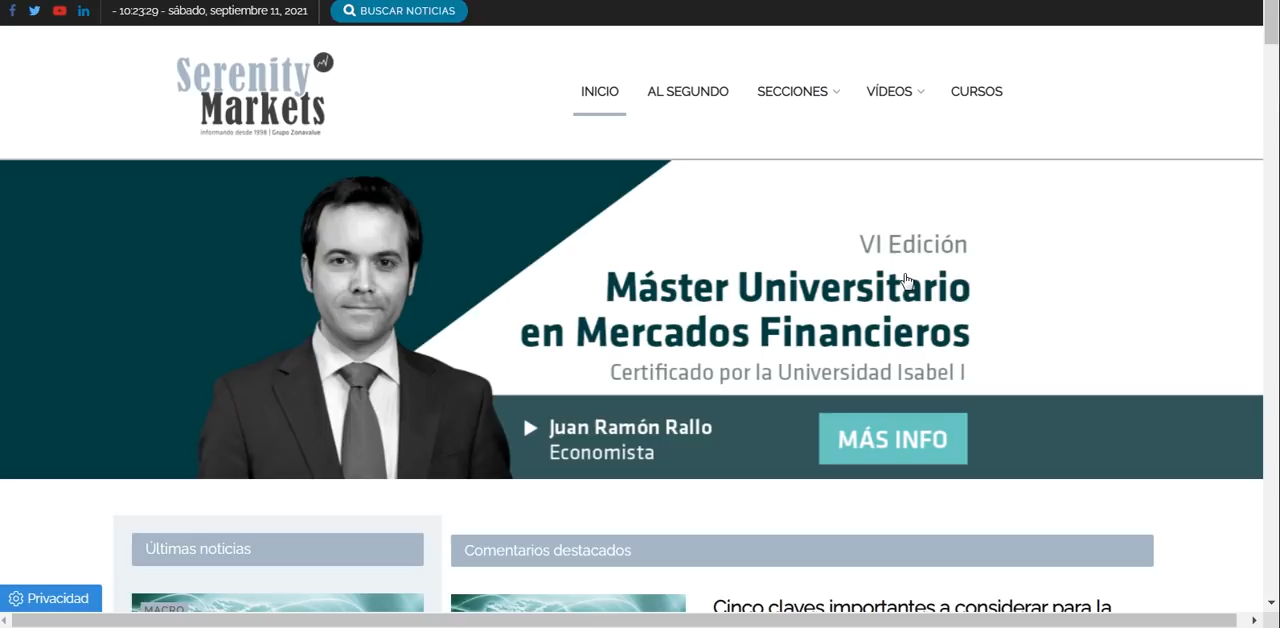 - 10:23:29 - sábado, septiembre 11, 2021
BUSCAR NOTICIAS
Serenity
Markets
informando desde 1998 | Grupo Zonavalue
INICIO
AL SEGUNDO
SECCIONES
VÍDEOS
CURSOS
VI Edición
Máster Universitario
en Mercados Financieros
Certificado por la Universidad Isabel I
Juan Ramón Rallo
Economista
MÁS INFO
Últimas noticias
Comentarios destacados
Privacidad
MACRO
Cinco claves importantes a considerar para la